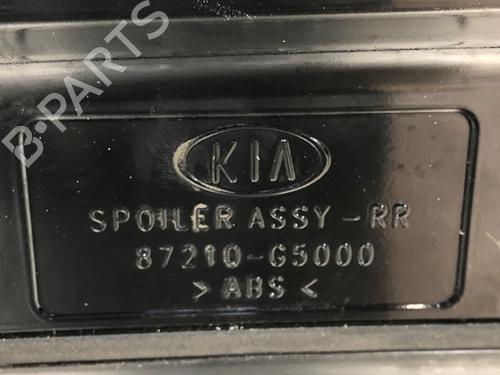 B-PARTS
KIA
SPOILER ASSY-RR
87210-G5000
>ABS<